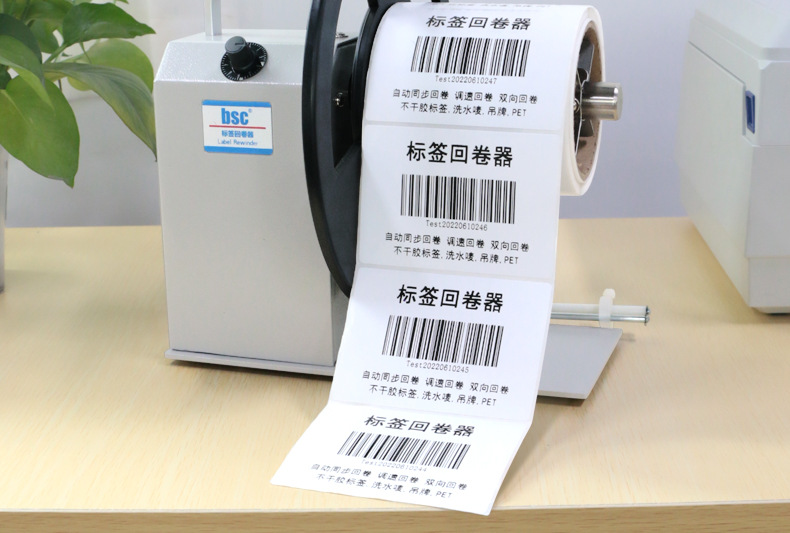 bsc®
标签回卷器
Label Rewinder
标签回卷器
Test20220610247
自动同步回卷 调速回卷 双向回卷
不干胶标签,洗水唛,吊牌,PET
标签回卷器
Test20220610246
自动同步回卷 调速回卷 双向回卷
不干胶标签,洗水唛,吊牌,PET
标签回卷器
Test20220610245
自动同步回卷 调速回卷 双向回卷
不干胶标签,洗水唛,吊牌,PET
标签回卷器
Test20220610244
自动同步回卷 调速回卷 双向回卷
不干胶标签,洗水唛,吊牌,PET